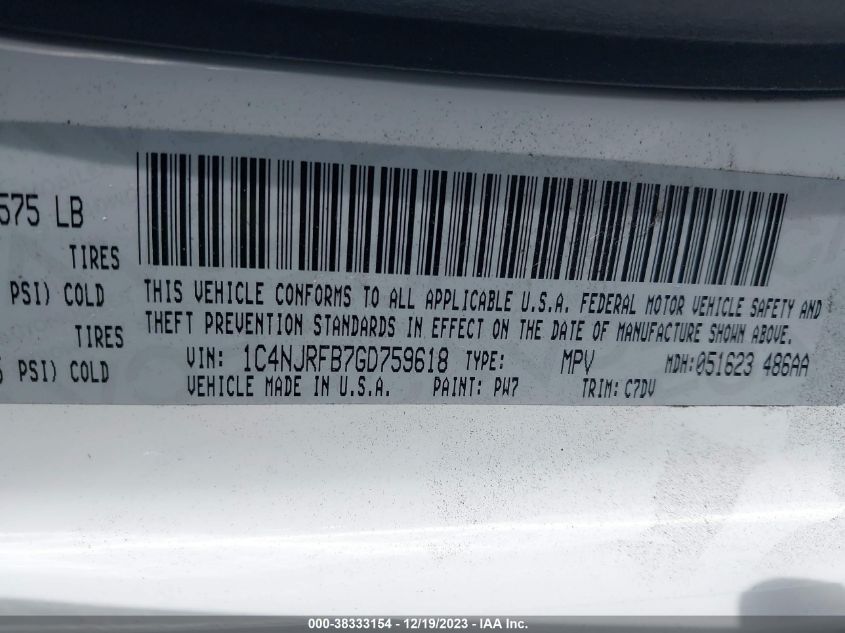 575 LB
TIRES
PSI) COLD
TIRES
PSI) COLD
THIS VEHICLE CONFORMS TO ALL APPLICABLE U.S.A. FEDERAL MOTOR VEHICLE SAFETY AND
THEFT PREVENTION STANDARDS IN EFFECT ON THE DATE OF MANUFACTURE SHOWN ABOVE.
VIN: 1C4NJRFB7GD759618 TYPE: MPV MDH:051623 486AA
VEHICLE MADE IN U.S.A. PAINT: PW7 TRIM: C7DV
000-38333154 - 12/19/2023 - IAA Inc.